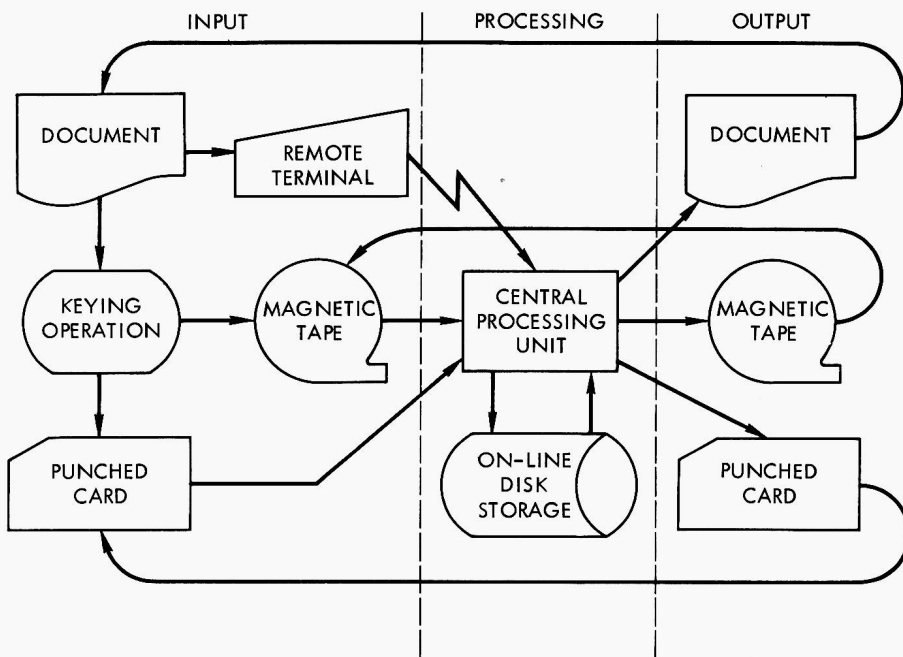 INPUT
PROCESSING
OUTPUT
DOCUMENT
REMOTE
TERMINAL
DOCUMENT
KEYING
OPERATION
MAGNETIC
TAPE
CENTRAL
PROCESSING
UNIT
MAGNETIC
TAPE
PUNCHED
CARD
ON-LINE
DISK
STORAGE
PUNCHED
CARD